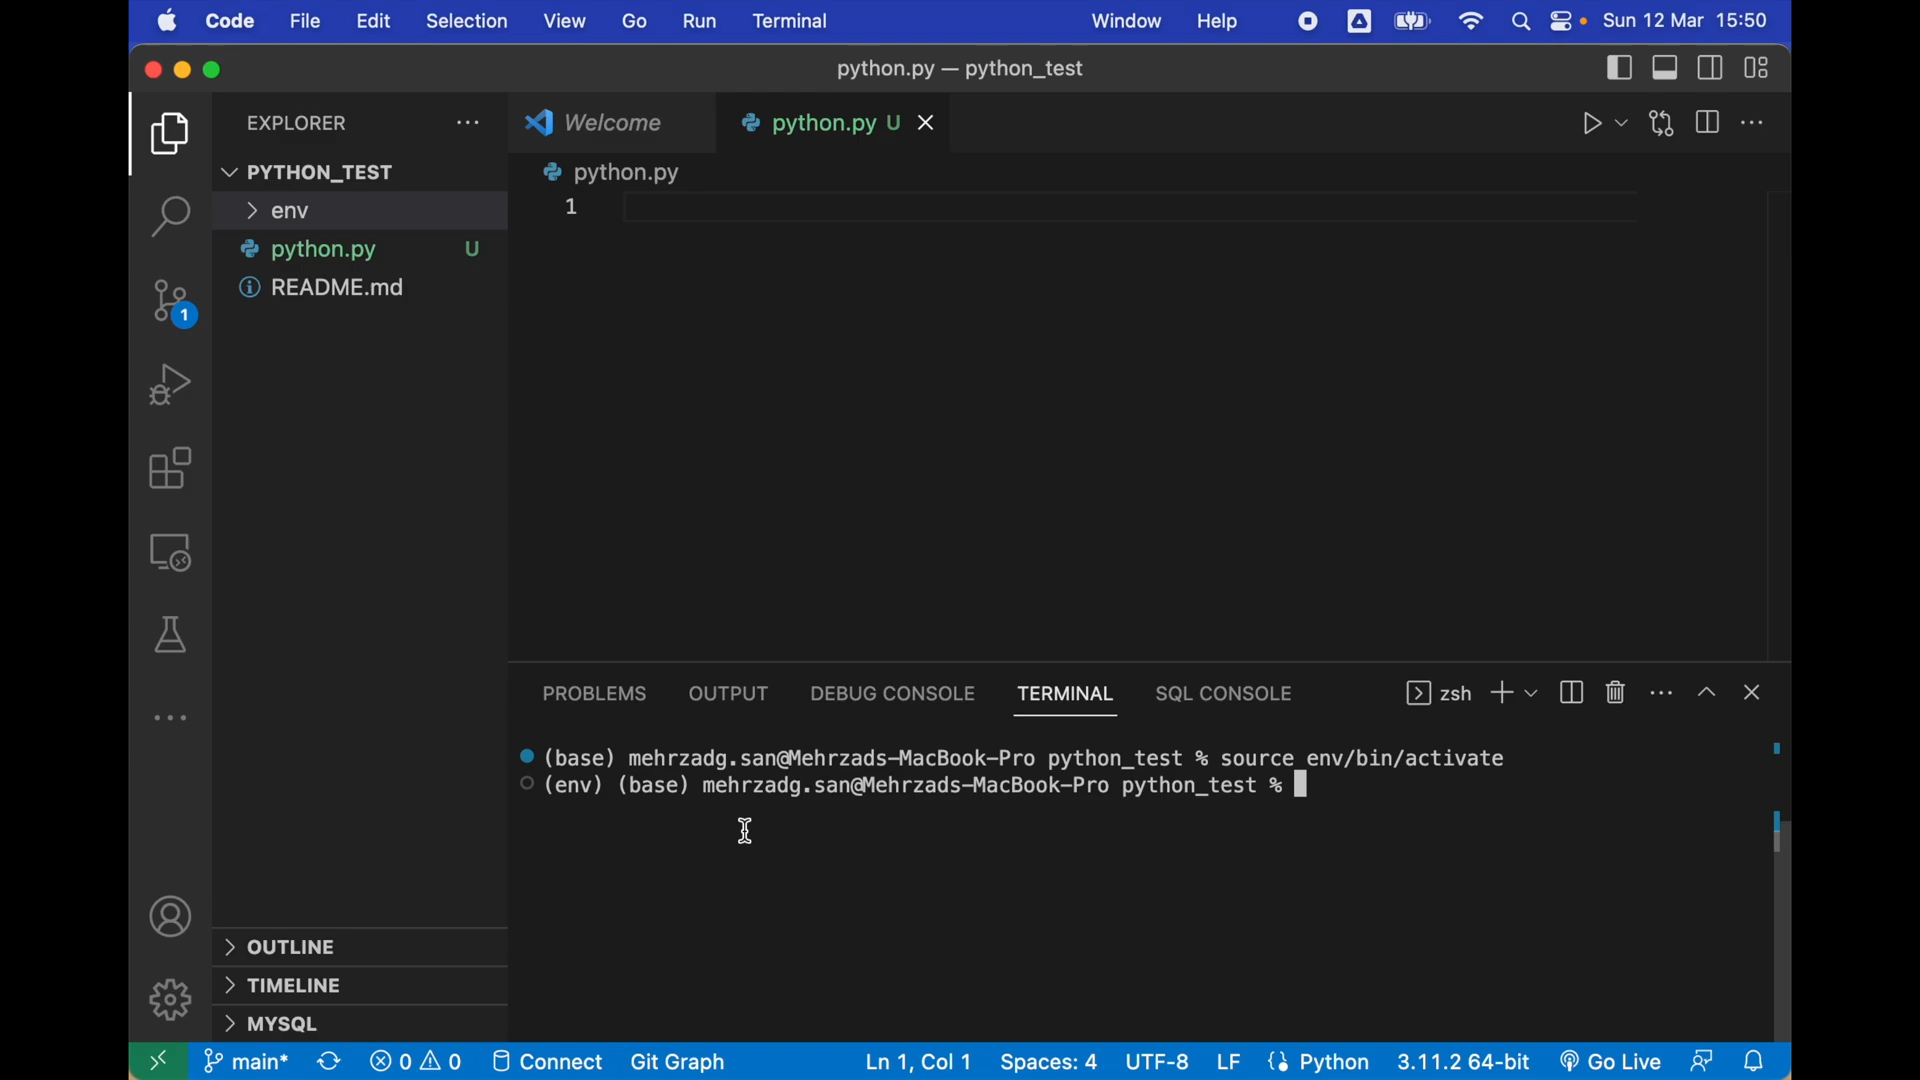 Code File Edit Selection View Go Run Terminal Window Help Sun 12 Mar 15:50
python.py — python_test
EXPLORER
Welcome
python.py U
PYTHON_TEST
python.py
env
1
python.py U
README.md
1
PROBLEMS OUTPUT DEBUG CONSOLE TERMINAL SQL CONSOLE zsh
(base) mehrzadg.san@Mehrzads-MacBook-Pro python_test % source env/bin/activate
(env) (base) mehrzadg.san@Mehrzads-MacBook-Pro python_test %
OUTLINE
TIMELINE
MYSQL
main* 0 0 Connect Git Graph Ln 1, Col 1 Spaces: 4 UTF-8 LF Python 3.11.2 64-bit Go Live